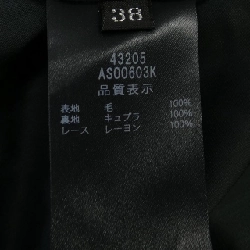 38
43205
ASO0603K
品質表示
表地 毛 100%
裏地 キュプラ 100%
レース レーヨン 100%